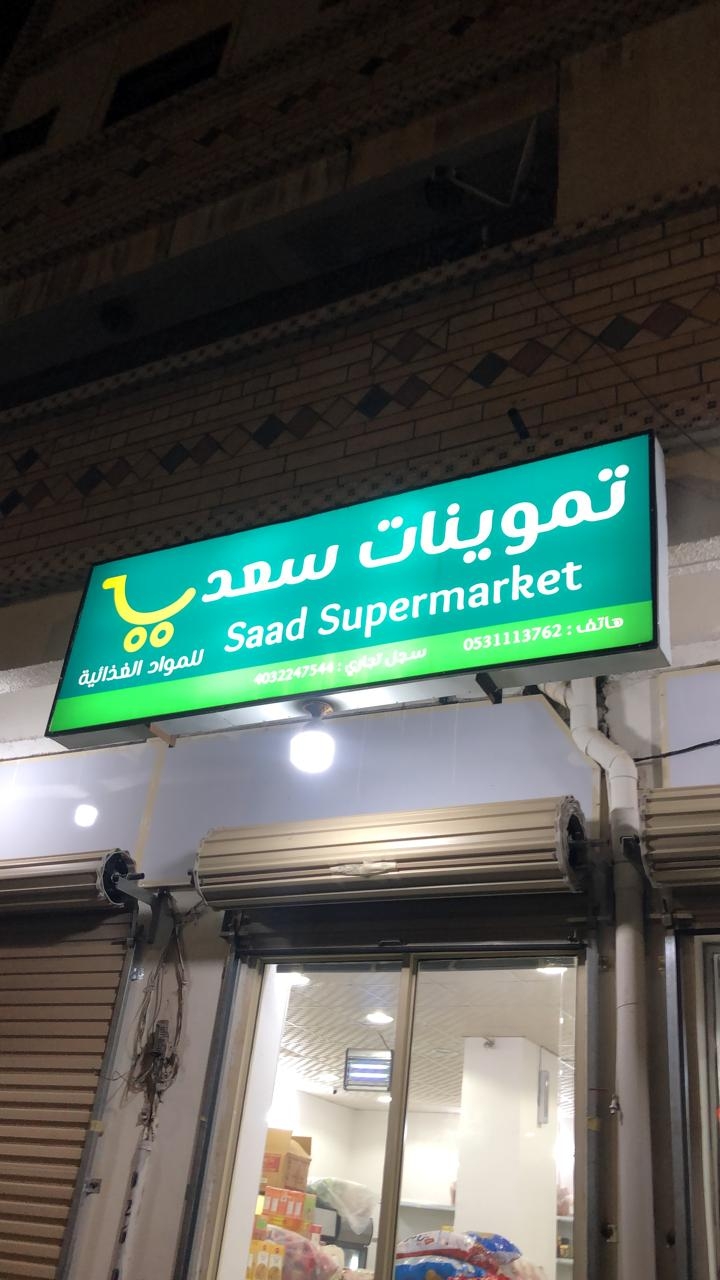 تموينات سعد
Saad Supermarket
للمواد الغذائية
هاتف : 0531113762
سجل تجاري : 4032247544